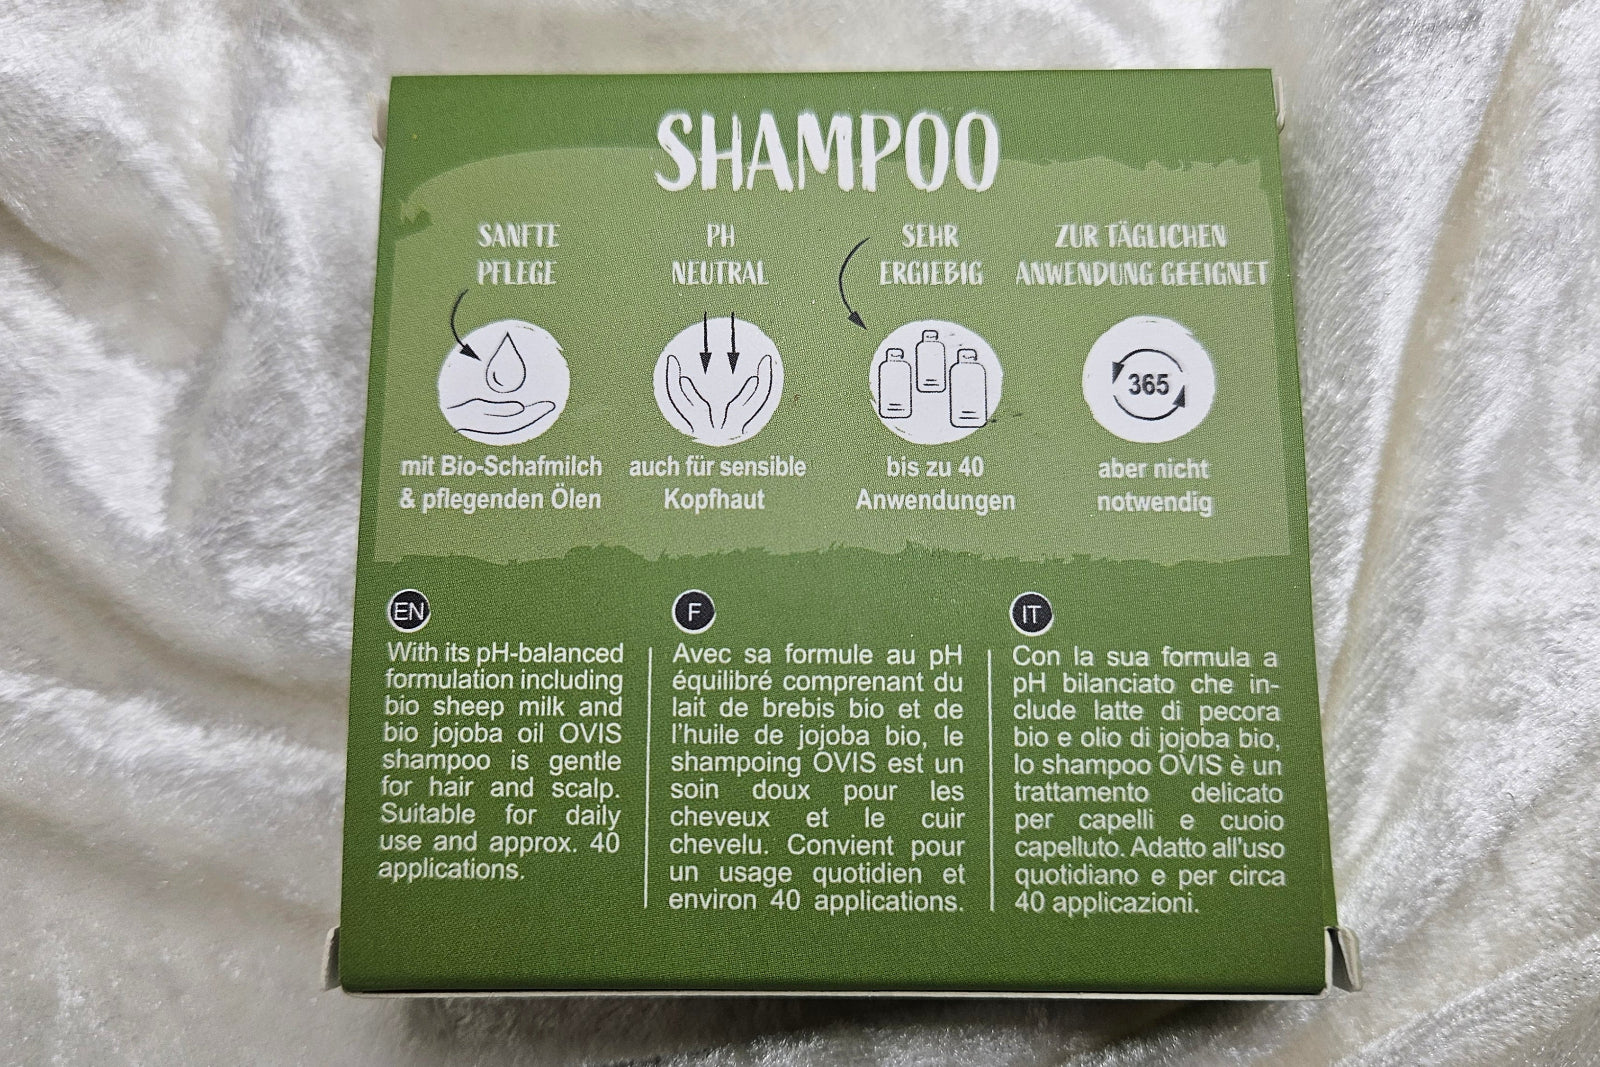 SHAMPOO
SANFTE
PFLEGE
mit Bio-Schafmilch
& pflegenden Ölen
PH
NEUTRAL
auch für sensible
Kopfhaut
SEHR
ERGIEBIG
bis zu 40
Anwendungen
ZUR TÄGLICHEN
ANWENDUNG GEEIGNET
365
aber nicht
notwendig
EN
With its pH-balanced
formulation including
bio sheep milk and
bio jojoba oil OVIS
shampoo is gentle
for hair and scalp.
Suitable for daily
use and approx. 40
applications.
F
Avec sa formule au pH
équilibré comprenant du
lait de brebis bio et de
l'huile de jojoba bio, le
shampoing OVIS est un
soin doux pour les
cheveux et le cuir
chevelu. Convient pour
un usage quotidien et
environ 40 applications.
IT
Con la sua formula a
pH bilanciato che in-
clude latte di pecora
bio e olio di jojoba bio,
lo shampoo OVIS è un
trattamento delicato
per capelli e cuoio
capelluto. Adatto all'uso
quotidiano e per circa
40 applicazioni.